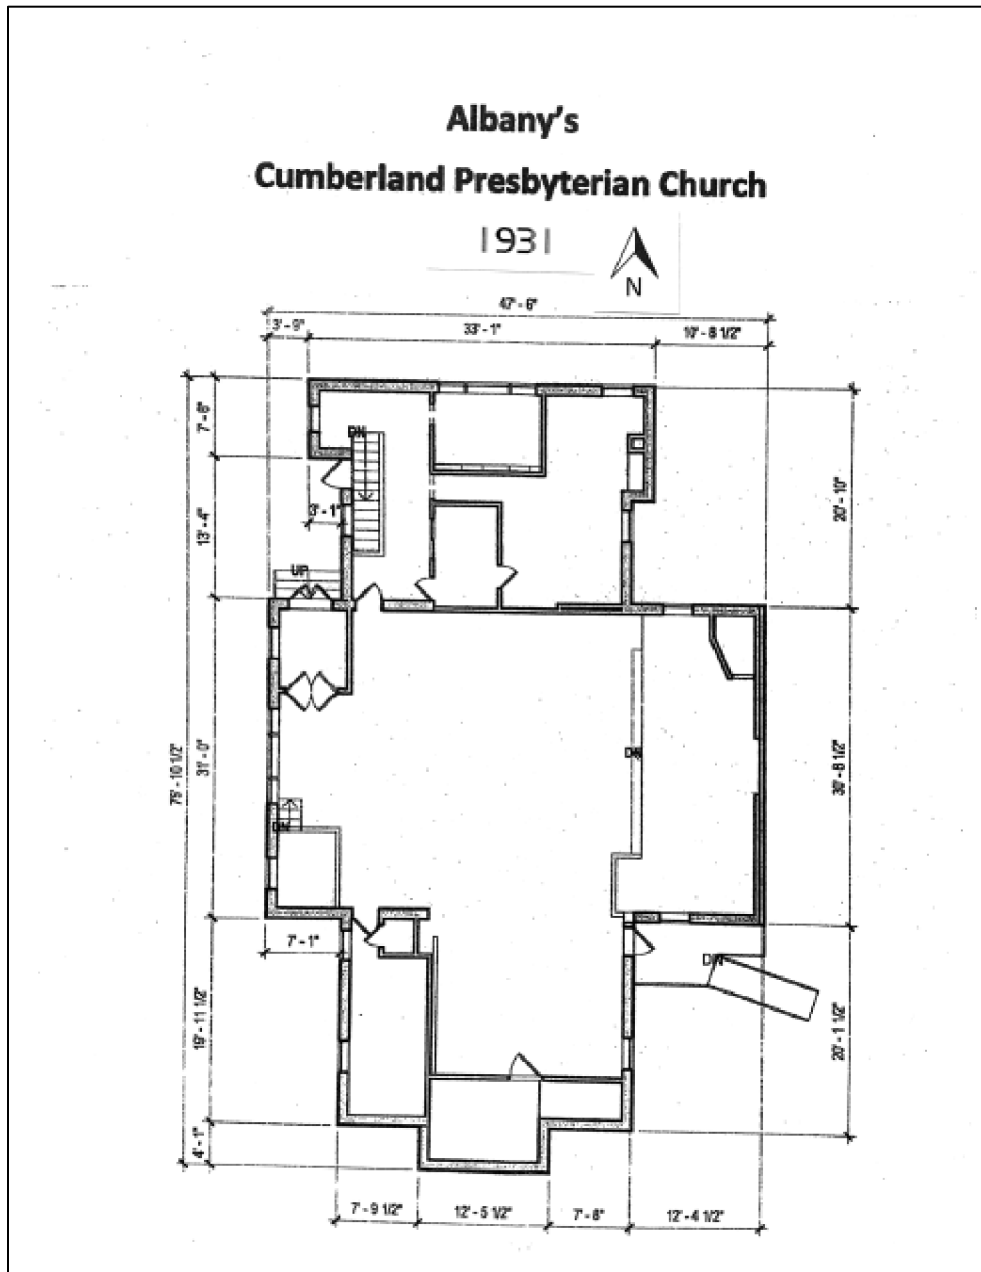 Albany's
Cumberland Presbyterian Church
1931
N
47' - 6"
3' - 9" 33' - 1" 10' - 8 1/2"
7' - 6"
DN
20' - 10"
3' - 1"
13' - 4"
UP
75' - 10 1/2"
31' - 0"
DN
30' - 8 1/2"
DN
7' - 1"
DN
19' - 11 1/2"
20' - 1 1/2"
4' - 1"
7' - 9 1/2" 12' - 5 1/2" 7' - 8" 12' - 4 1/2"